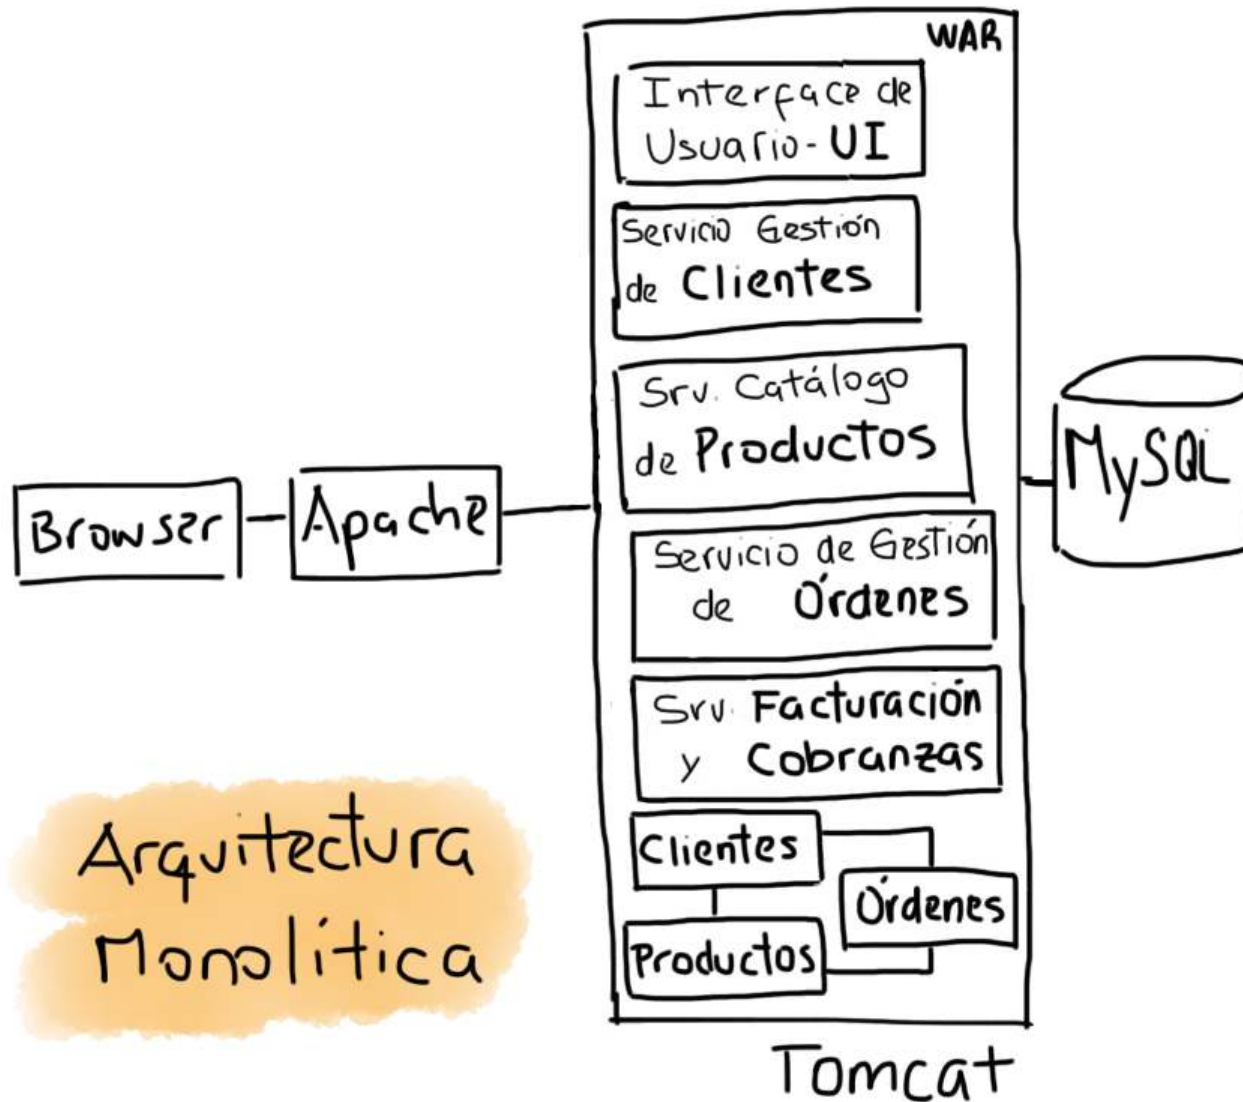 WAR
Interface de
Usuario - UI
Servicio Gestión
de Clientes
Srv. Catálogo
de Productos
Servicio de Gestión
de Órdenes
Srv. Facturación
y Cobranzas
Clientes
Órdenes
Productos
Tomcat
Browser
Apache
MySQL
Arquitectura
Monolítica